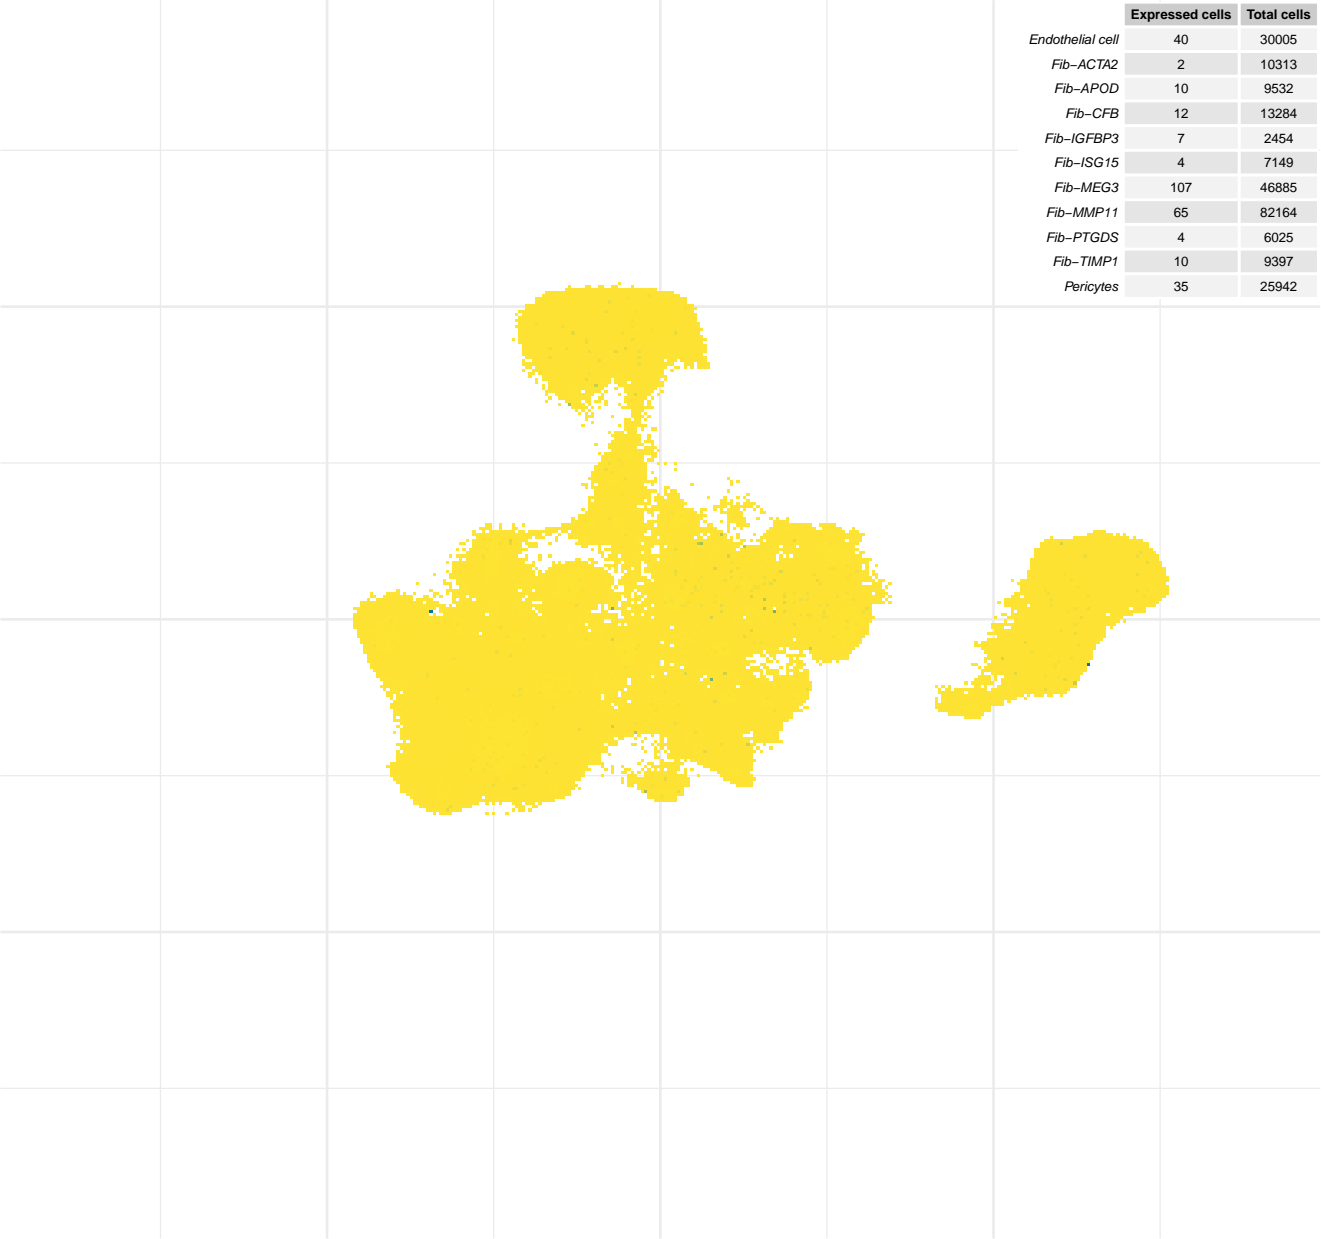 Expressed cells Total cells
Endothelial cell 40 30005
Fib−ACTA2 2 10313
Fib−APOD 10 9532
Fib−CFB 12 13284
Fib−IGFBP3 7 2454
Fib−ISG15 4 7149
Fib−MEG3 107 46885
Fib−MMP11 65 82164
Fib−PTGDS 4 6025
Fib−TIMP1 10 9397
Pericytes 35 25942